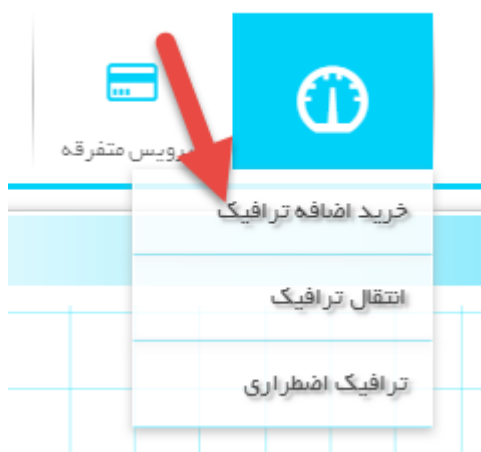 سرویس متفرقه
خرید اضافه ترافیک
انتقال ترافیک
ترافیک اضطراری